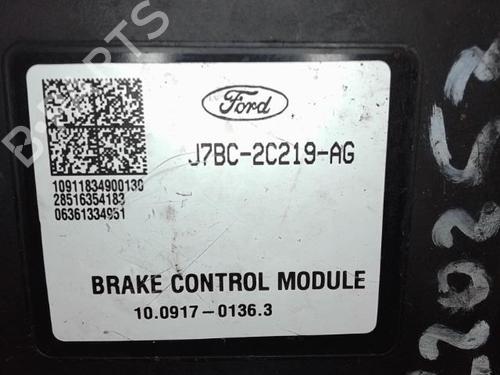 Ford
J7BC-2C219-AG
10911834900130
28516354183
06361334951
BRAKE CONTROL MODULE
10.0917-0136.3